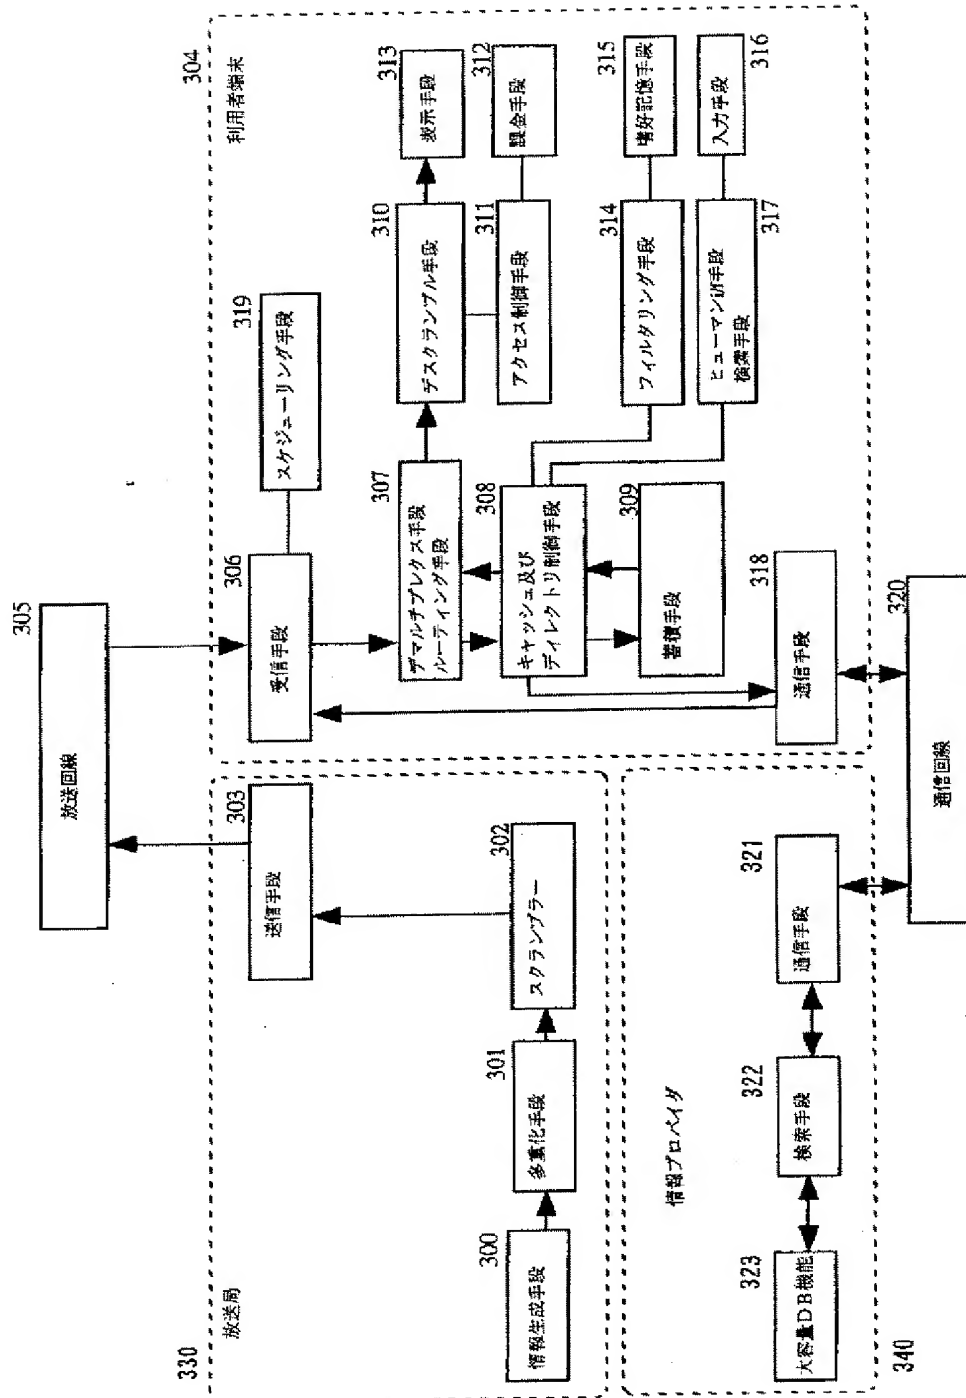 330
放送局
300
情報生成手段
301
多重化手段
302
スクランブラー
303
送信手段
305
放送回線
340
情報プロバイダ
323
大容量DB機能
322
検索手段
321
通信手段
320
通信回線
304
利用者端末
306
受信手段
319
スケジューリング手段
307
デマルチプレクス手段
ルーティング手段
310
デスクランブル手段
313
表示手段
311
アクセス制御手段
312
課金手段
308
キャッシュ及び
ディレクトリ制御手段
309
蓄積手段
314
フィルタリング手段
315
嗜好記憶手段
317
ヒューマンi/f手段
検索手段
316
入力手段
318
通信手段